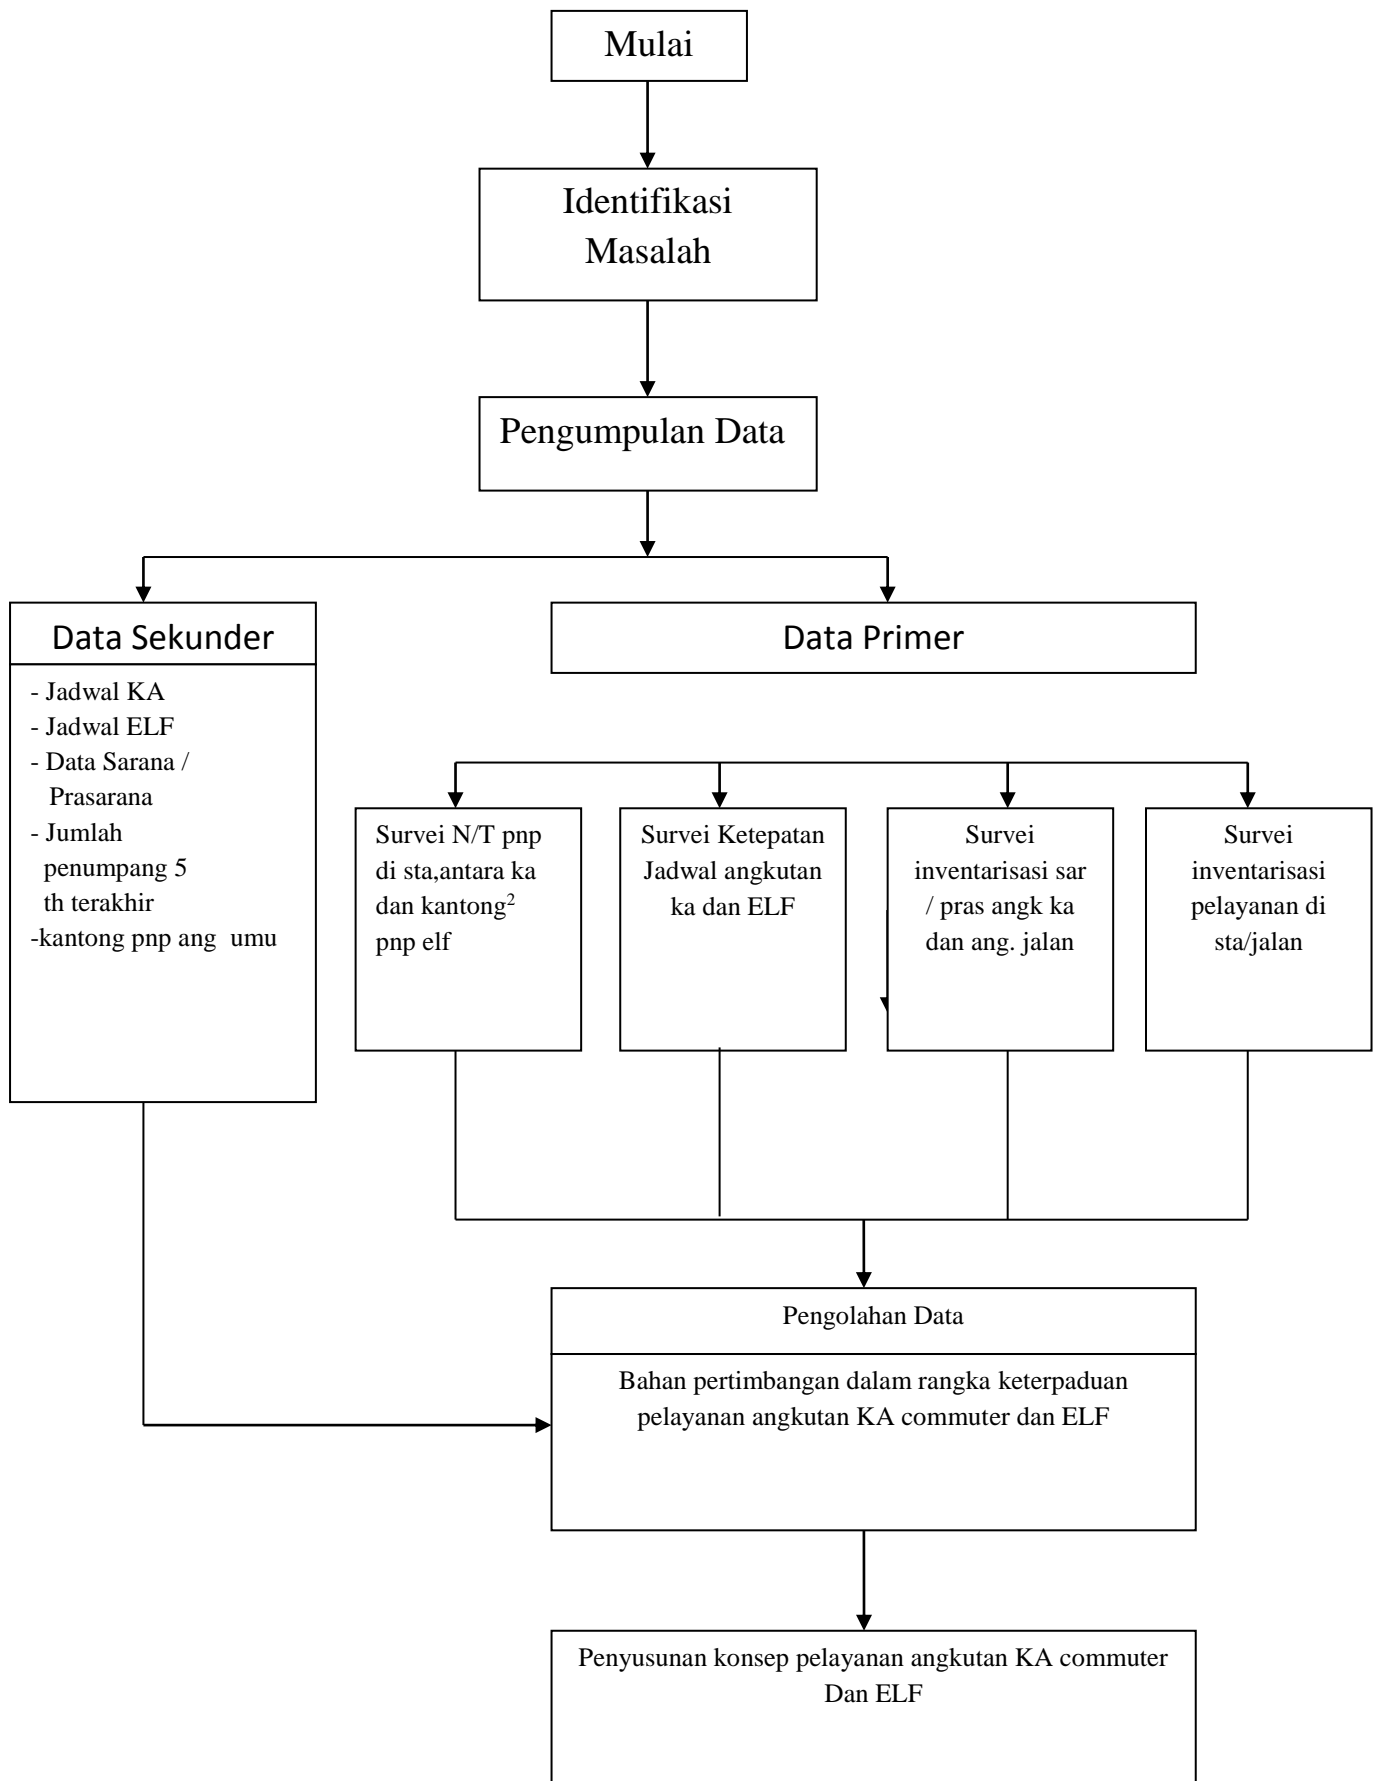 Mulai
Identifikasi
Masalah
Pengumpulan Data
Data Sekunder
- Jadwal KA
- Jadwal ELF
- Data Sarana /
Prasarana
- Jumlah
penumpang 5
th terakhir
-kantong pnp ang  umu
Data Primer
Survei N/T pnp
di sta,antara ka
dan kantong²
pnp elf
Survei Ketepatan
Jadwal angkutan
ka dan ELF
Survei
inventarisasi sar
/ pras angk ka
dan ang. jalan
Survei
inventarisasi
pelayanan di
sta/jalan
Pengolahan Data
Bahan pertimbangan dalam rangka keterpaduan
pelayanan angkutan KA commuter dan ELF
Penyusunan konsep pelayanan angkutan KA commuter
Dan ELF